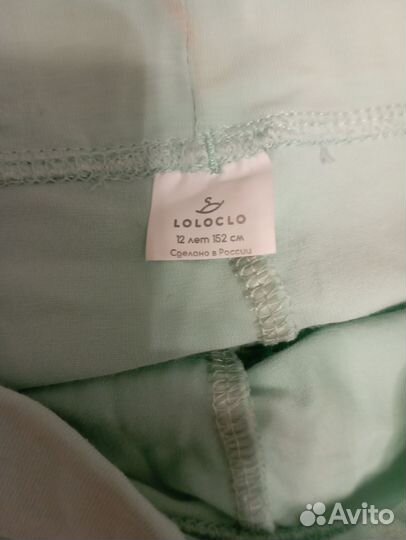 LOLOCLO
12 лет 152 см
Сделано в России
Avito